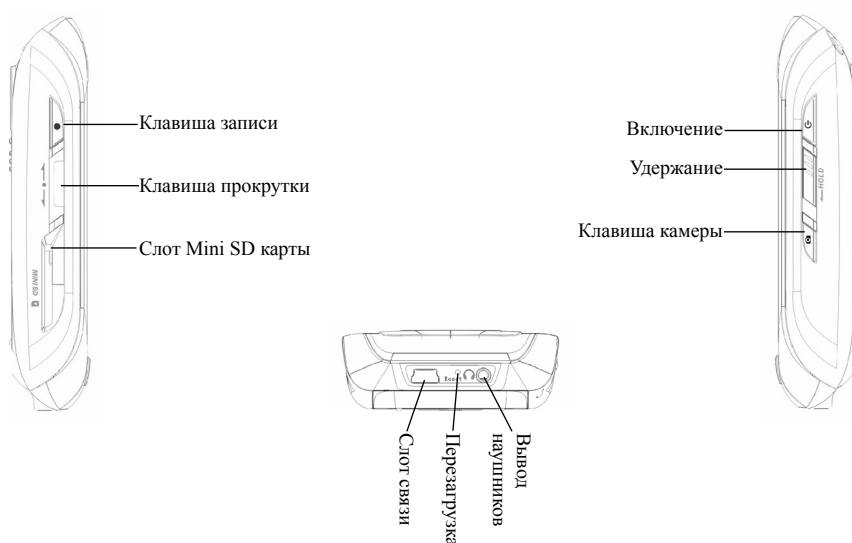 Клавиша записи
Клавиша прокрутки
Слот Mini SD карты
MINI SD
Включение
Удержание
Клавиша камеры
HOLD
Reset
Слот связи
Перезагрузка
Вывод
наушников